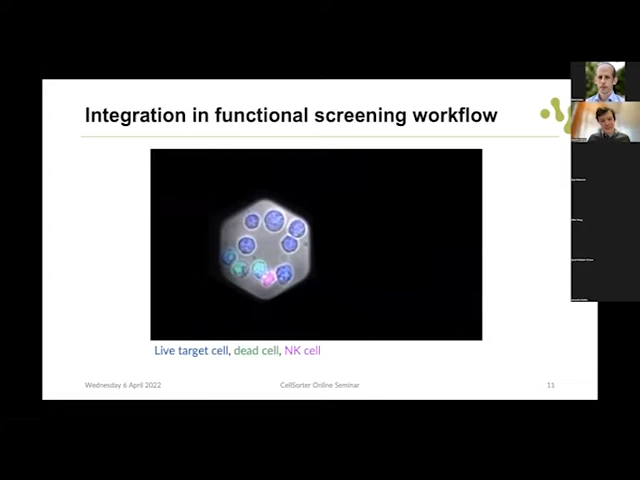 Integration in functional screening workflow
Live target cell, dead cell, NK cell
Wednesday 6 April 2022
CellSorter Online Seminar
11